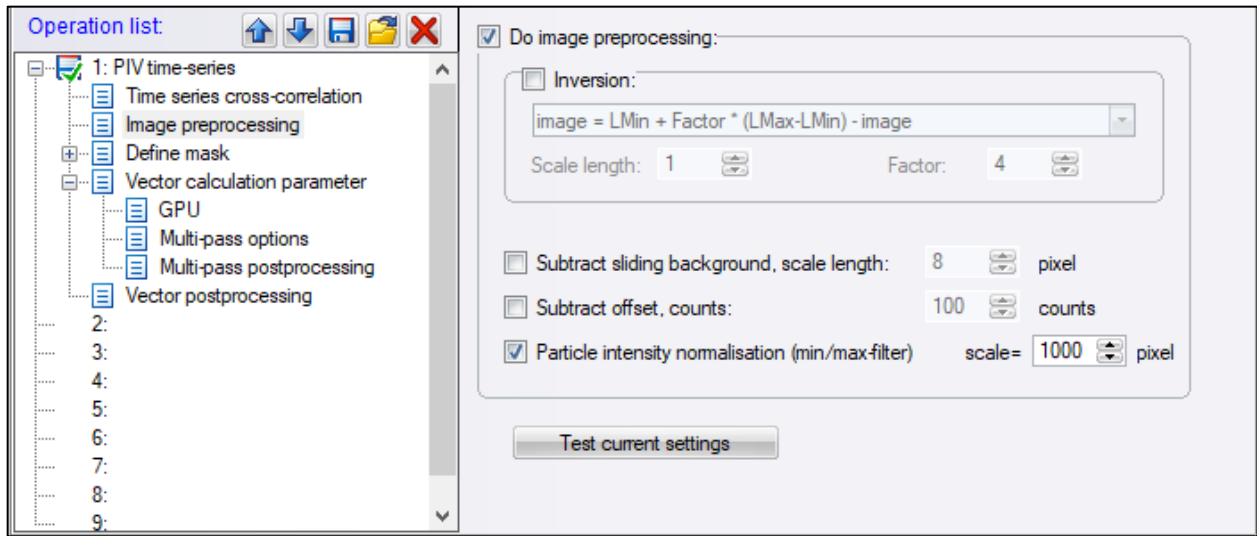 Operation list:
1: PIV time-series
Time series cross-correlation
Image preprocessing
Define mask
Vector calculation parameter
GPU
Multi-pass options
Multi-pass postprocessing
Vector postprocessing
2:
3:
4:
5:
6:
7:
8:
9:
Do image preprocessing:
Inversion:
image = LMin + Factor * (LMax-LMin) - image
Scale length: 1 Factor: 4
Subtract sliding background, scale length: 8 pixel
Subtract offset, counts: 100 counts
Particle intensity normalisation (min/max-filter) scale= 1000 pixel
Test current settings